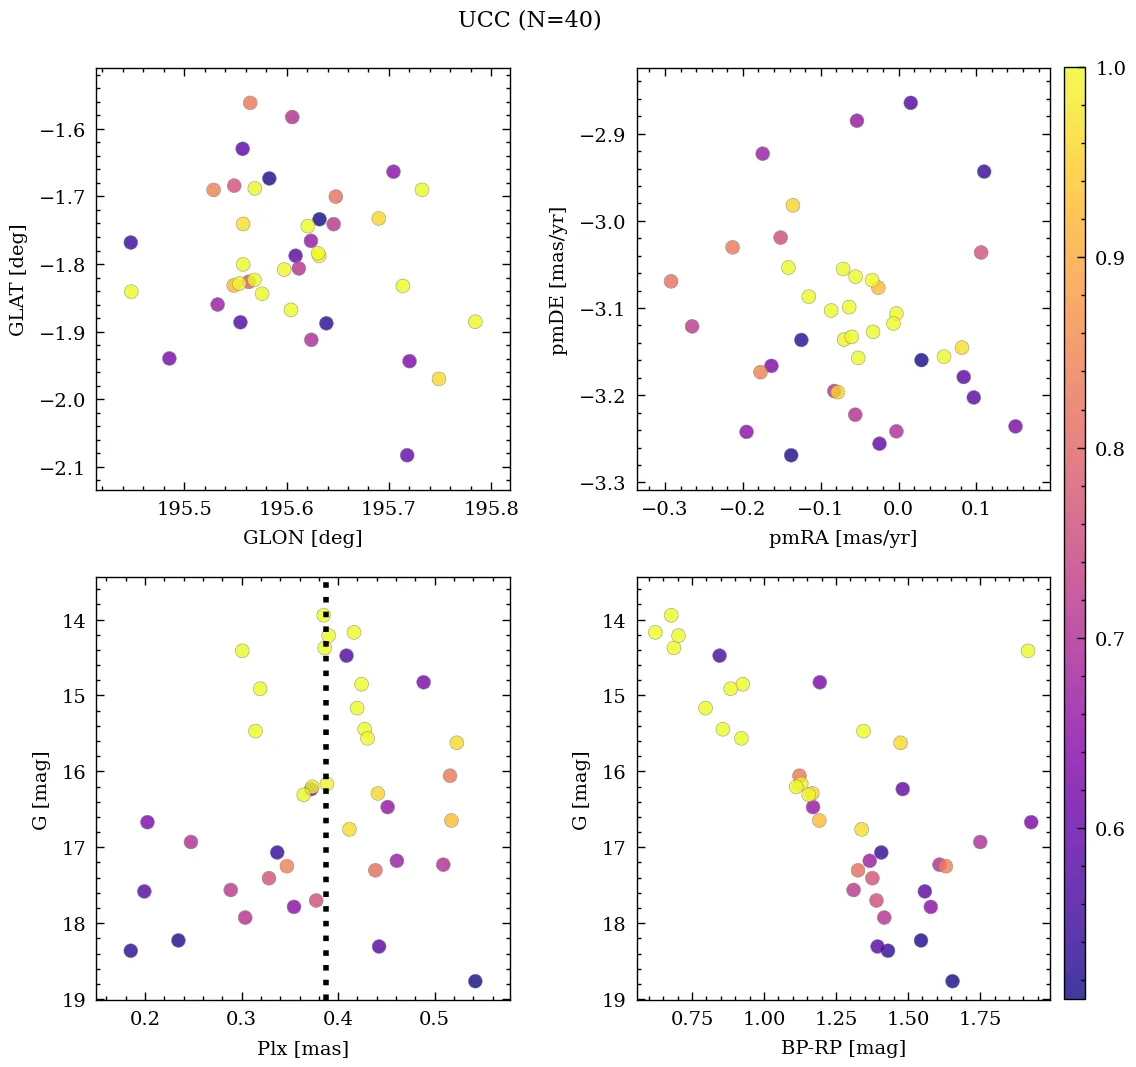 UCC (N=40)
−1.6
−1.7
−1.8
−1.9
−2.0
−2.1
GLAT [deg]
195.5 195.6 195.7 195.8
GLON [deg]
−2.9
−3.0
−3.1
−3.2
−3.3
pmDE [mas/yr]
−0.3 −0.2 −0.1 0.0 0.1
pmRA [mas/yr]
14
15
16
17
18
19
G [mag]
0.2 0.3 0.4 0.5
Plx [mas]
14
15
16
17
18
19
G [mag]
0.75 1.00 1.25 1.50 1.75
BP-RP [mag]
1.0
0.9
0.8
0.7
0.6